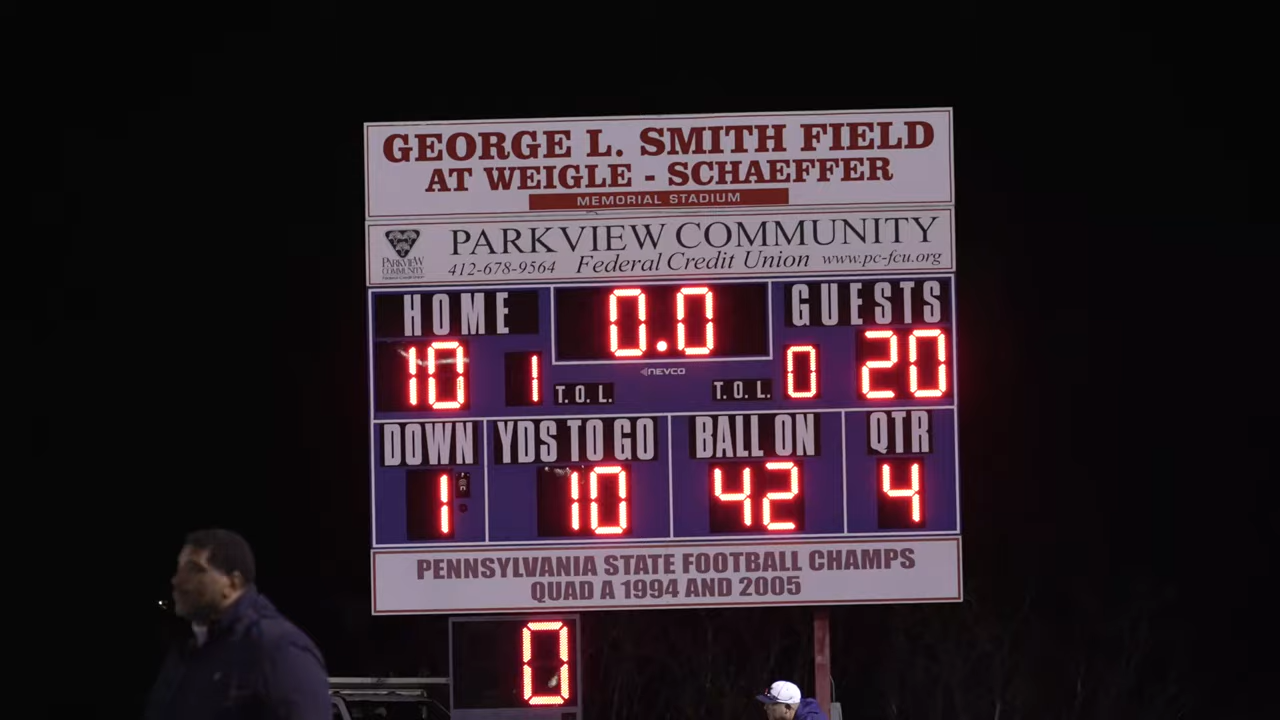 GEORGE L. SMITH FIELD
AT WEIGLE - SCHAEFFER
MEMORIAL STADIUM
PARKVIEW COMMUNITY
PARKVIEW
COMMUNITY
412-678-9564 Federal Credit Union www.pc-fcu.org
HOME 0.0 GUESTS
10 1 T.O.L. NEVCO T.O.L. 0 20
DOWN YDS TO GO BALL ON QTR
1 10 42 4
PENNSYLVANIA STATE FOOTBALL CHAMPS
QUAD A 1994 AND 2005
0